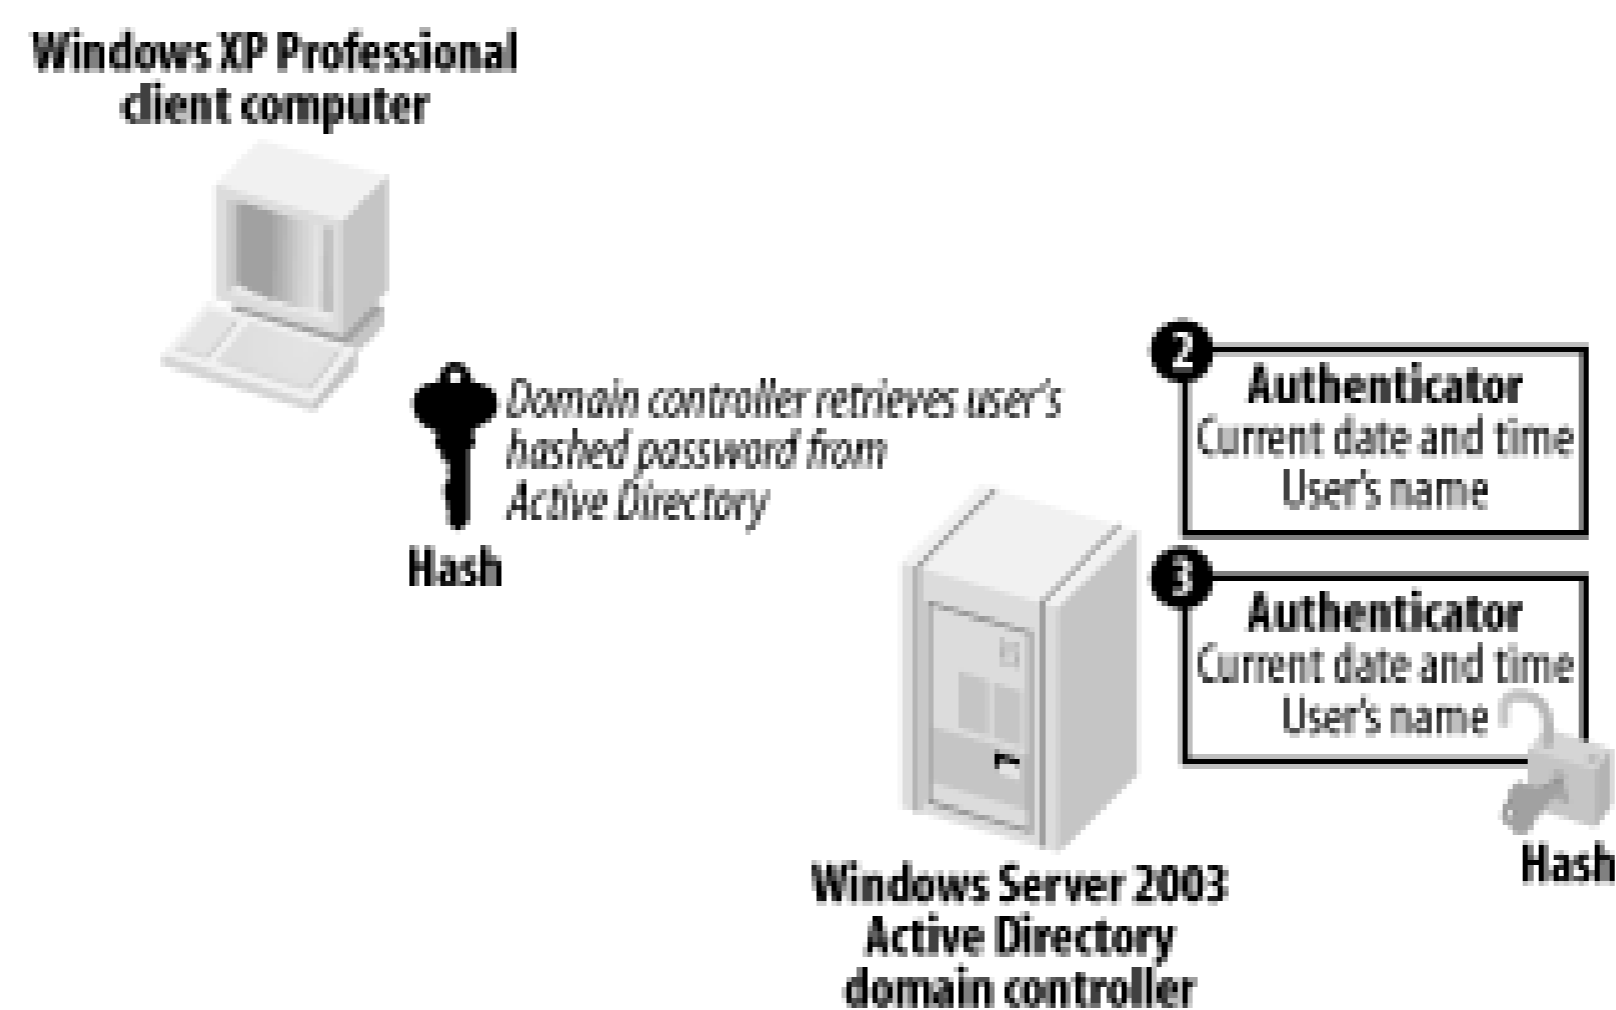 Windows XP Professional
client computer
Domain controller retrieves user's
hashed password from
Active Directory
Hash
2
Authenticator
Current date and time
User's name
3
Authenticator
Current date and time
User's name
Hash
Windows Server 2003
Active Directory
domain controller